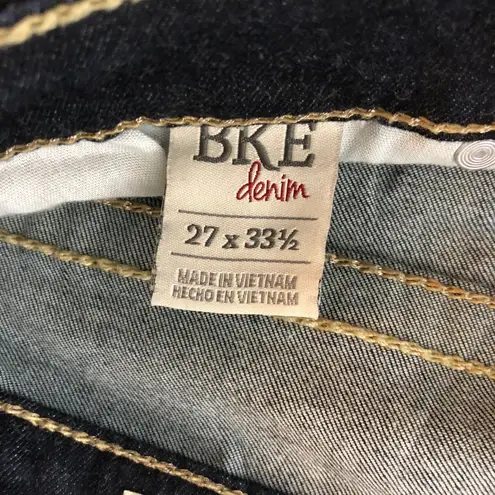 BKE
denim
27 x 33½
MADE IN VIETNAM
HECHO EN VIETNAM